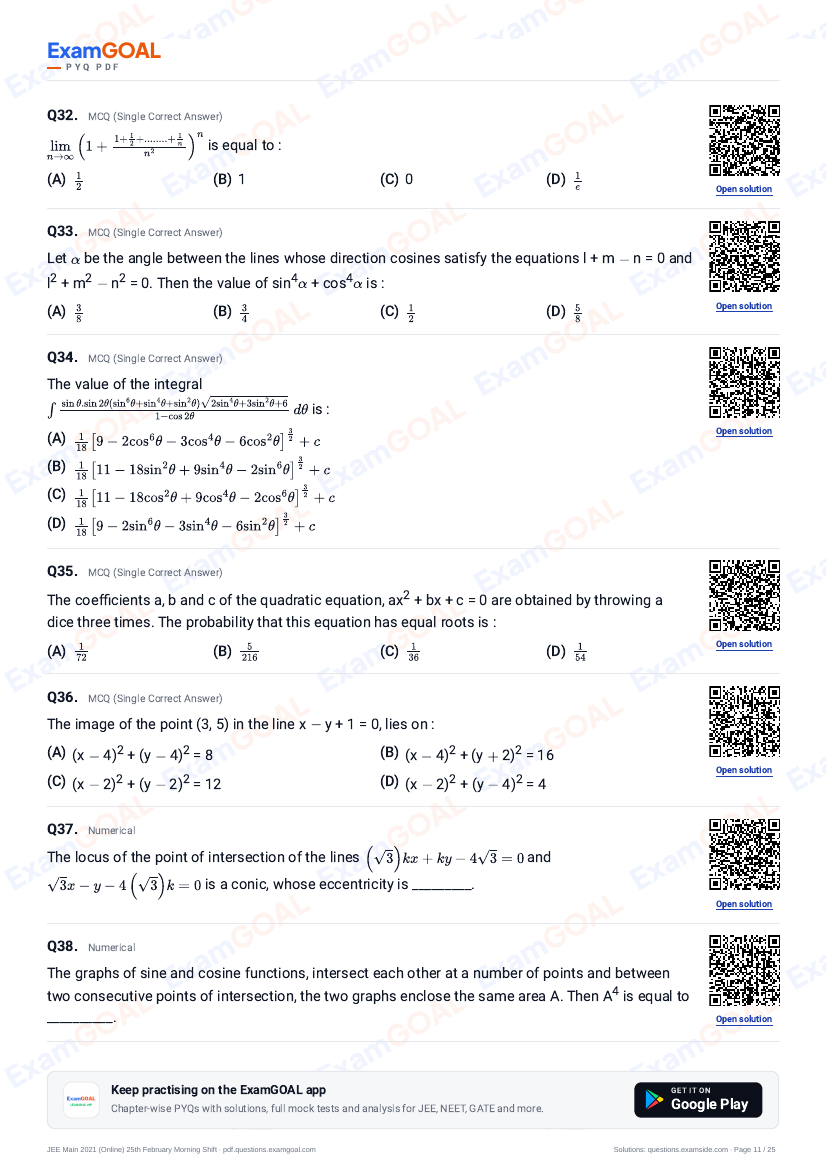 ExamGOAL
PYQ PDF
Q32. MCQ (Single Correct Answer)
lim n→∞ (1 + (1+1/2+........+1/n)/n²)ⁿ is equal to :
(A) 1/2 (B) 1 (C) 0 (D) 1/e
Open solution
Q33. MCQ (Single Correct Answer)
Let α be the angle between the lines whose direction cosines satisfy the equations l + m − n = 0 and
l² + m² − n² = 0. Then the value of sin⁴α + cos⁴α is :
(A) 3/8 (B) 3/4 (C) 1/2 (D) 5/8
Open solution
Q34. MCQ (Single Correct Answer)
The value of the integral
∫ (sin θ.sin 2θ(sin⁶θ+sin⁴θ+sin²θ)√(2sin⁴θ+3sin²θ+6))/(1−cos 2θ) dθ is :
(A) 1/18 [9 − 2cos⁶θ − 3cos⁴θ − 6cos²θ]^(3/2) + c
(B) 1/18 [11 − 18sin²θ + 9sin⁴θ − 2sin⁶θ]^(3/2) + c
(C) 1/18 [11 − 18cos²θ + 9cos⁴θ − 2cos⁶θ]^(3/2) + c
(D) 1/18 [9 − 2sin⁶θ − 3sin⁴θ − 6sin²θ]^(3/2) + c
Open solution
Q35. MCQ (Single Correct Answer)
The coefficients a, b and c of the quadratic equation, ax² + bx + c = 0 are obtained by throwing a
dice three times. The probability that this equation has equal roots is :
(A) 1/72 (B) 5/216 (C) 1/36 (D) 1/54
Open solution
Q36. MCQ (Single Correct Answer)
The image of the point (3, 5) in the line x − y + 1 = 0, lies on :
(A) (x − 4)² + (y − 4)² = 8 (B) (x − 4)² + (y + 2)² = 16
(C) (x − 2)² + (y − 2)² = 12 (D) (x − 2)² + (y − 4)² = 4
Open solution
Q37. Numerical
The locus of the point of intersection of the lines (√3)kx + ky − 4√3 = 0 and
√3x − y − 4(√3)k = 0 is a conic, whose eccentricity is _________.
Open solution
Q38. Numerical
The graphs of sine and cosine functions, intersect each other at a number of points and between
two consecutive points of intersection, the two graphs enclose the same area A. Then A⁴ is equal to
__________.
Open solution
ExamGOAL
Keep practising on the ExamGOAL app
Chapter-wise PYQs with solutions, full mock tests and analysis for JEE, NEET, GATE and more.
GET IT ON
Google Play
JEE Main 2021 (Online) 25th February Morning Shift · pdf.questions.examgoal.com Solutions: questions.examside.com · Page 11 / 25